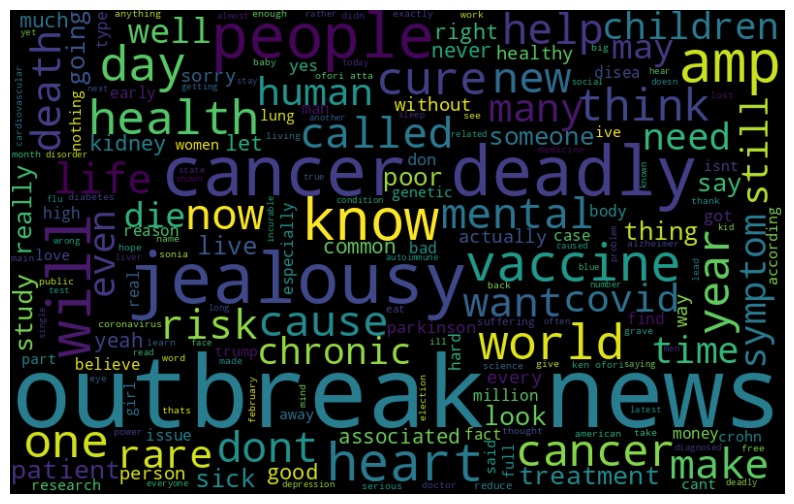 almost enough rather didn exactly work
anything
yet
much going type well people right never healthy yes big help children may amp
day sorry baby today hear doesn
death early nothing stay ofori atta social disea
health human cure new many think still
next getting see isnt lost
cardiovascular lung man without someone ive
kidney women let called another sleep related need
month disorder living don medicine say
life cancer deadly
flu diabetes state shown true poor genetic body thank
really high die now know mental thing got year symptom
wrong reason condition known kid according
even love name hope incurable common bad actually case
main liver live especially autoimmune caused problem alzheimer
will real sonia jealousy blue vaccine lead
public test back number way
study single long eat want covid
coronavirus learn face risk cause parkinson suffering often find grave men
yeah read made trump ill hard science give ken ofori saying time
part believe word chronic every world
eye thats girl february away mind election million look latest
outbreak news
power issue associated fact thought american take money crohn
one rare person dont good heart said full cancer make
patient everyone sick depression serious doctor reduce treatment cant diagnosed free
research deadly